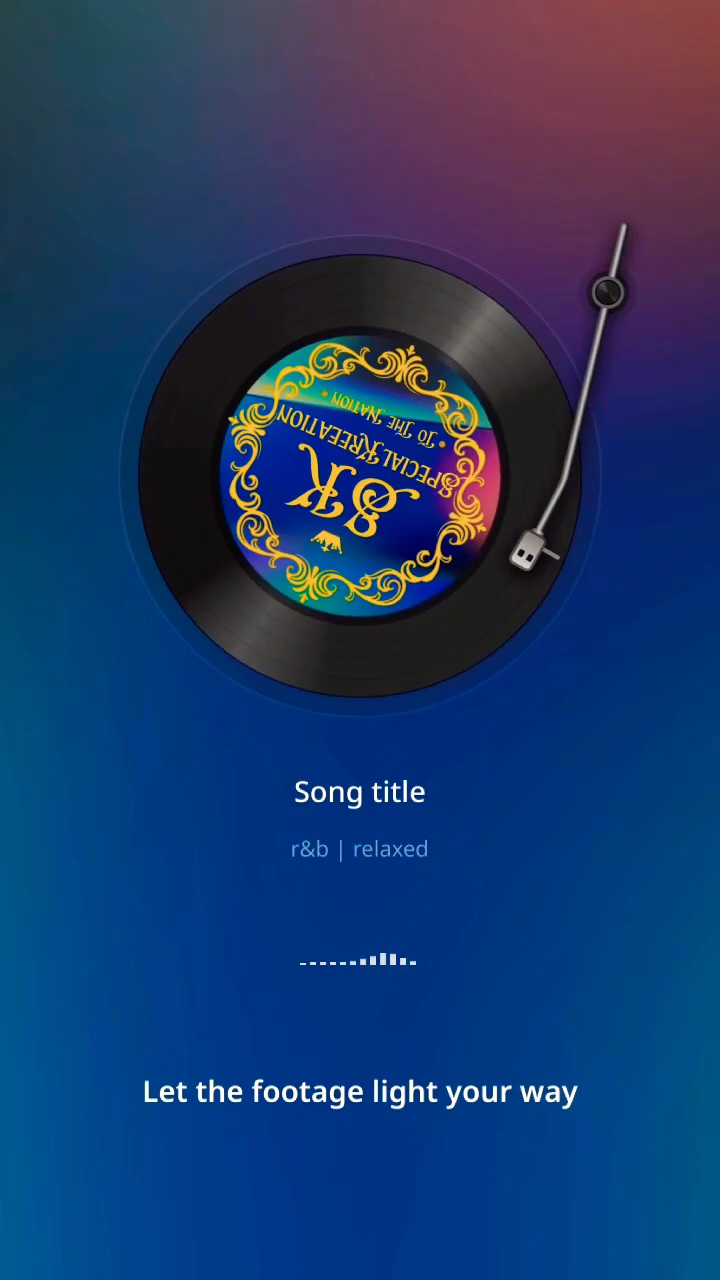 SK
SPECIAL KREEATION
• TO THE NATION •
Song title
r&b | relaxed
Let the footage light your way